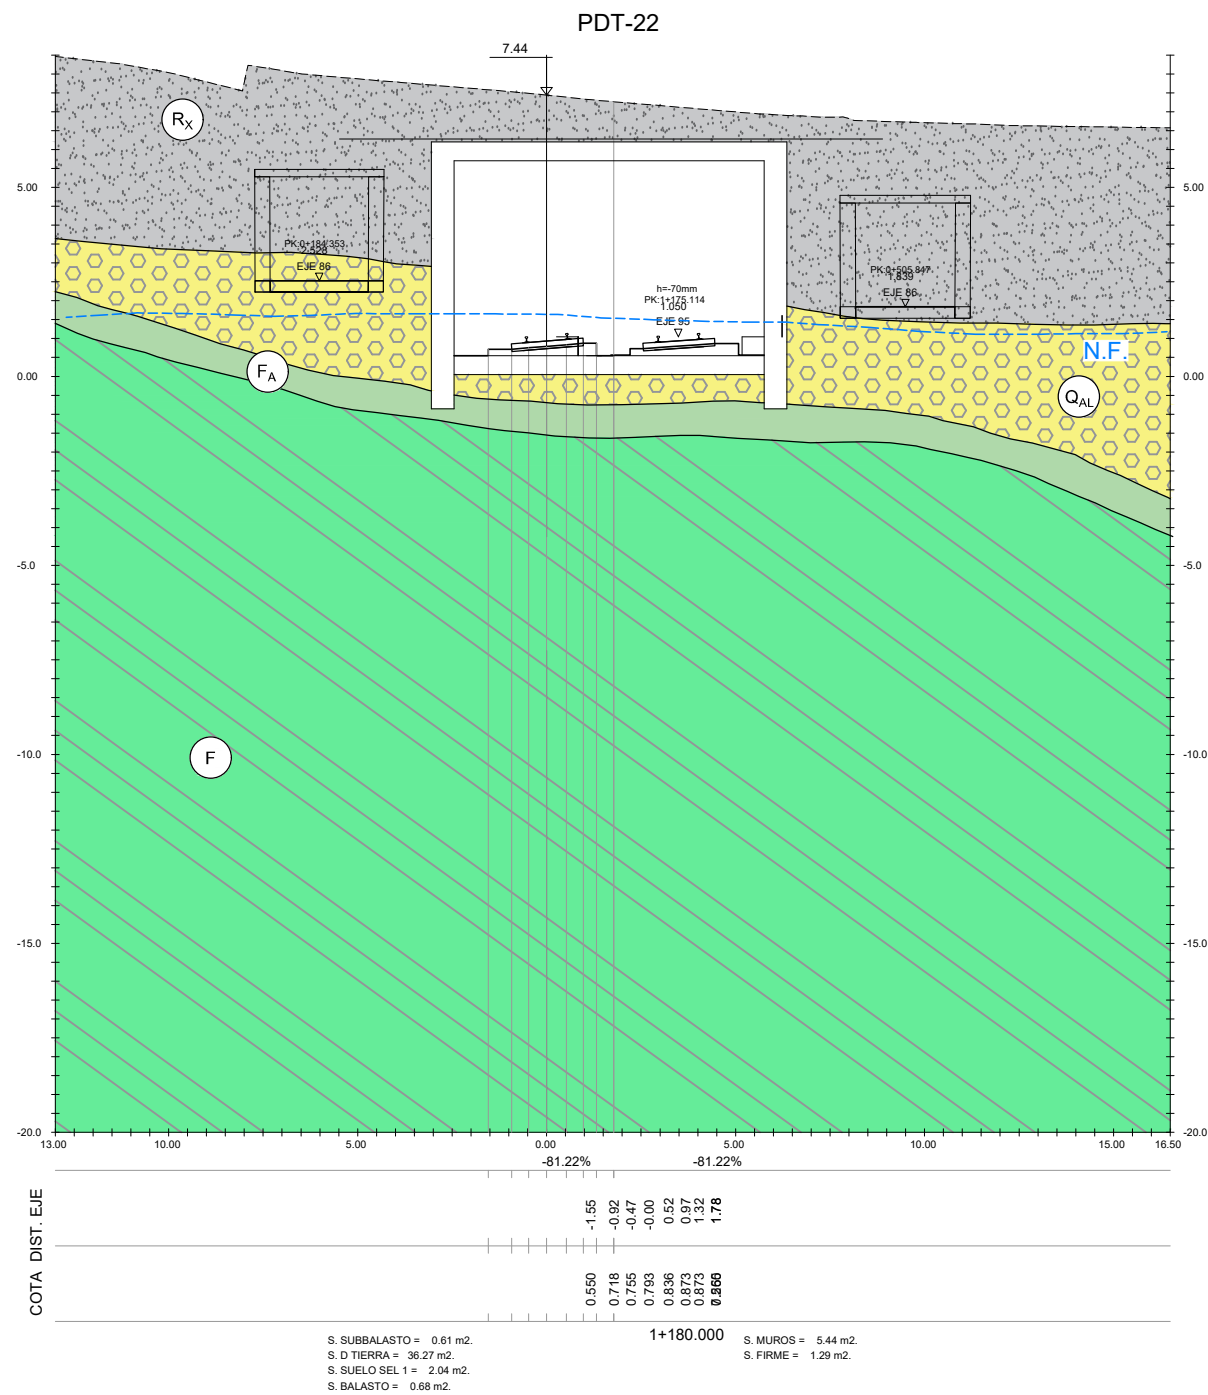 PDT-22
7.44
R_X
5.00
5.00
PK:0+184.353
2.528
EJE 86
PK:0+505.847
1.839
EJE 86
h=-70mm
PK:1+175.114
1.050
EJE 95
N.F.
F_A
0.00
0.00
Q_AL
-5.0
-5.0
F
-10.0
-10.0
-15.0
-15.0
-20.0
-20.0
13.00 10.00 5.00 0.00 5.00 10.00 15.00 16.50
-81.22% -81.22%
DIST. EJE
-1.55 -0.92 -0.47 -0.00 0.52 0.97 1.32 1.78
COTA
0.550 0.718 0.755 0.793 0.836 0.873 0.873
1+180.000
S. SUBBALASTO = 0.61 m2.
S. D TIERRA = 36.27 m2.
S. SUELO SEL 1 = 2.04 m2.
S. BALASTO = 0.68 m2.
S. MUROS = 5.44 m2.
S. FIRME = 1.29 m2.